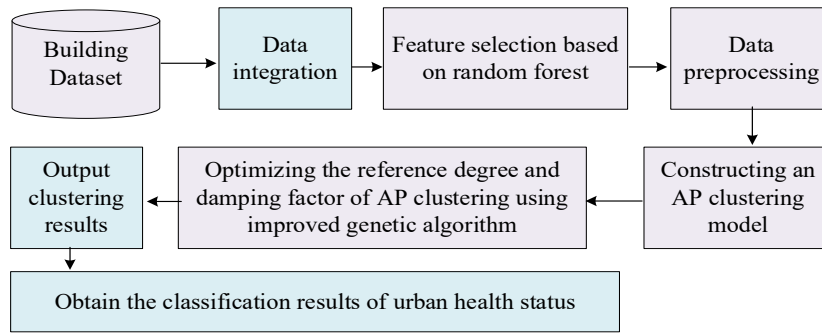 Building
Dataset
Data
integration
Feature selection based
on random forest
Data
preprocessing
Constructing an
AP clustering
model
Optimizing the reference degree and
damping factor of AP clustering using
improved genetic algorithm
Output
clustering
results
Obtain the classification results of urban health status